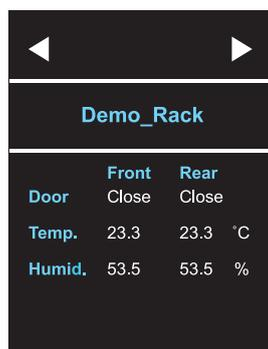 Demo_Rack
Front Rear
Door Close Close
Temp. 23.3 23.3 °C
Humid. 53.5 53.5 %